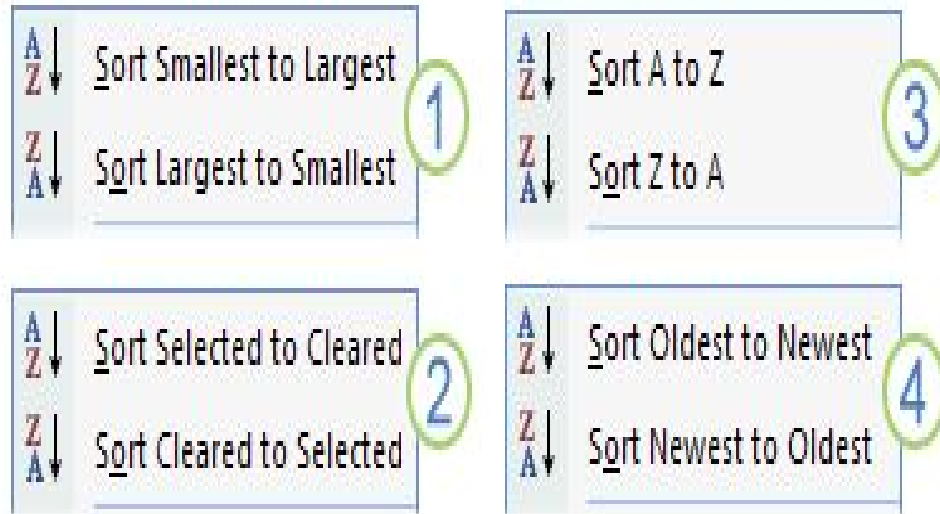 A
Z
Sort Smallest to Largest
Z
A
Sort Largest to Smallest
1
A
Z
Sort Selected to Cleared
Z
A
Sort Cleared to Selected
2
A
Z
Sort A to Z
Z
A
Sort Z to A
3
A
Z
Sort Oldest to Newest
Z
A
Sort Newest to Oldest
4